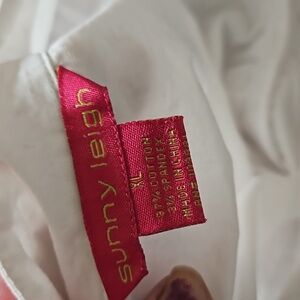 sunny leigh
XL
97% COTTON
3% SPANDEX
MADE IN CHINA